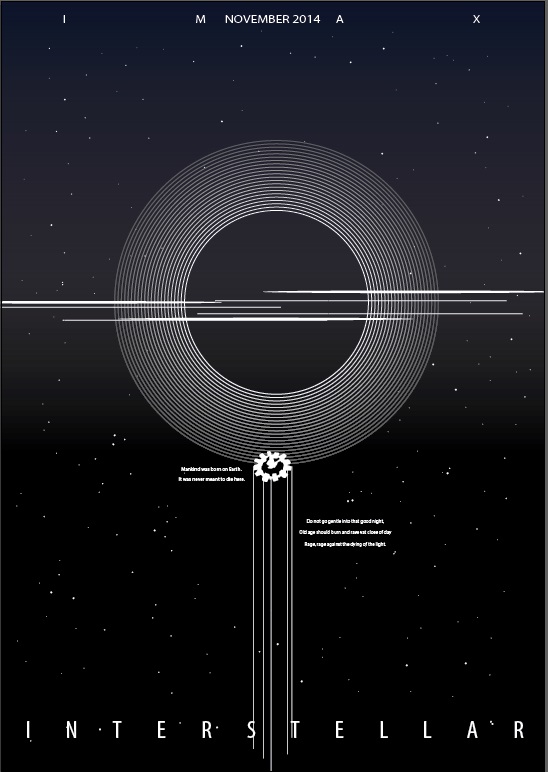 I M NOVEMBER 2014 A X
Mankind was born on Earth.
It was never meant to die here.
Do not go gentle into that good night,
Old age should burn and rave at close of day
Rage, rage against the dying of the light.
I N T E R S T E L L A R